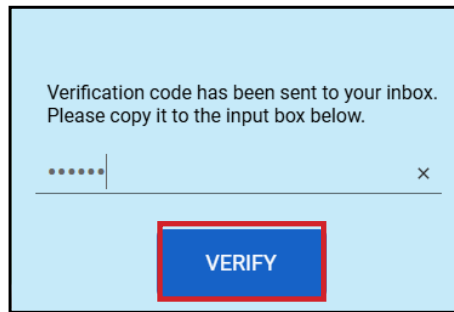 Verification code has been sent to your inbox.
Please copy it to the input box below.
••••••
×
VERIFY